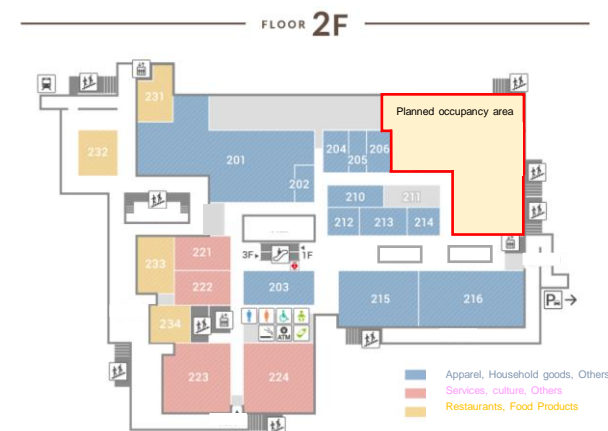 FLOOR 2F
231
Planned occupancy area
232
201
204
205
206
202
210
211
212
213
214
221
233
3F
1F
222
203
215
216
P
234
ATM
223
224
Apparel, Household goods, Others
Services, culture, Others
Restaurants, Food Products